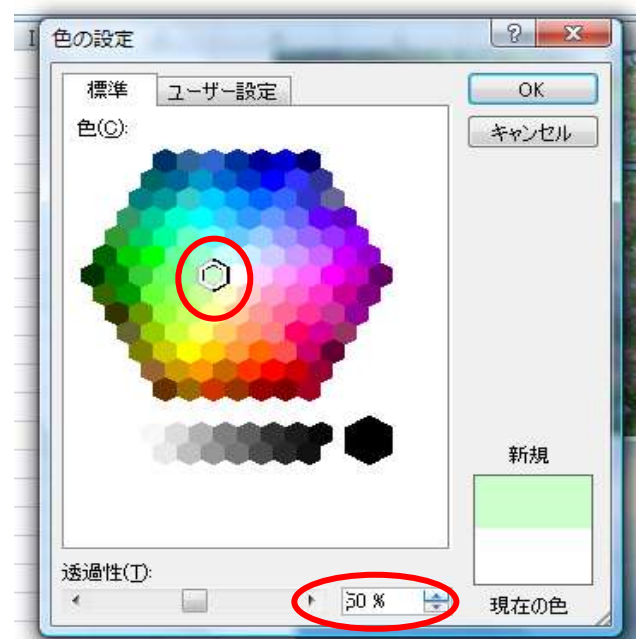 I
色の設定
標準
ユーザー設定
OK
色(C):
キャンセル
新規
透過性(T):
50 %
現在の色